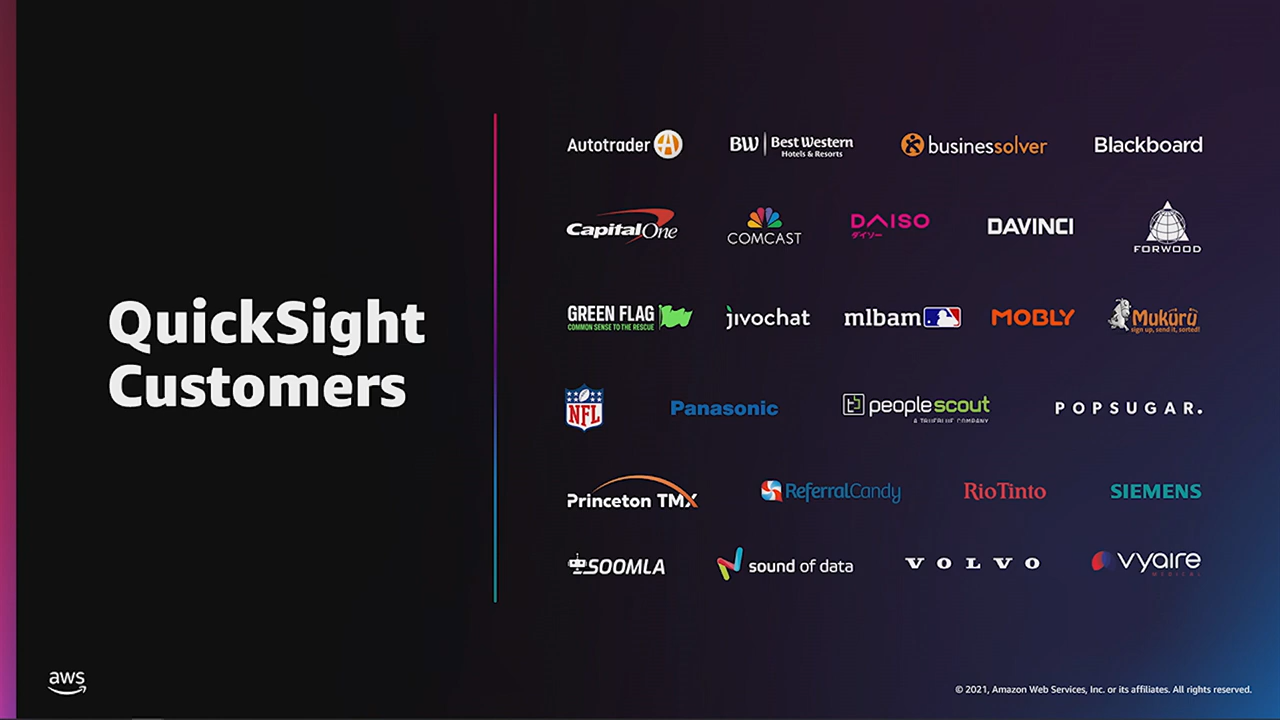 QuickSight
Customers
Autotrader
BW Best Western
Hotels & Resorts
businessolver
Blackboard
Capital One
COMCAST
DAISO
ダイソー
DAVINCI
FORWOOD
GREEN FLAG
COMMON SENSE TO THE RESCUE
jivochat
mlbam
MOBLY
Mukuru
sign up, send it, sorted!
NFL
Panasonic
peoplescout
A TRUEBLUE COMPANY
POPSUGAR.
Princeton TMX
ReferralCandy
RioTinto
SIEMENS
SOOMLA
sound of data
VOLVO
vyaire
MEDICAL
aws
© 2021, Amazon Web Services, Inc. or its affiliates. All rights reserved.